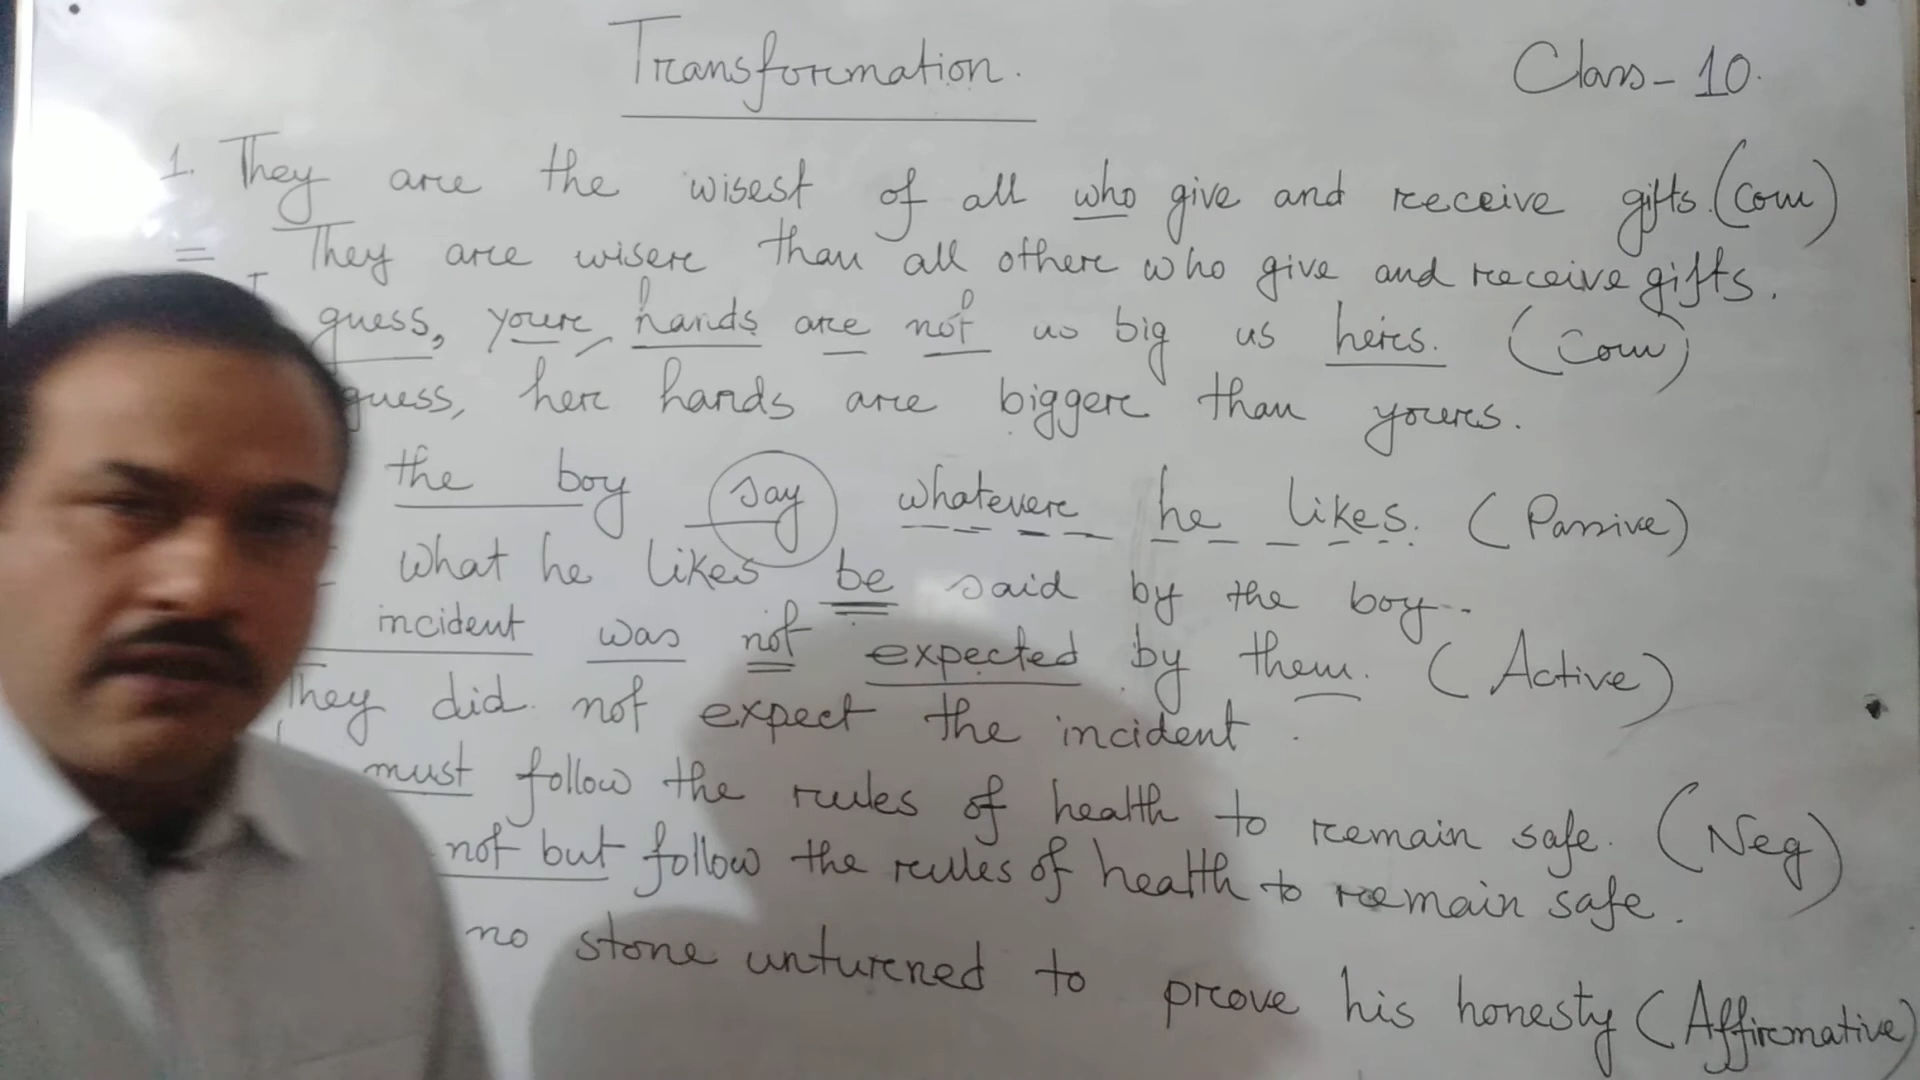 Transformation.
Class - 10.
1. They are the wisest of all who give and receive gifts. (Com)
= They are wiser than all other who give and receive gifts.
I guess, your hands are not as big as hers. (Com)
guess, her hands are bigger than yours.
the boy say whatever he likes. (Passive)
what he likes be said by the boy..
incident was not expected by them. (Active)
They did not expect the incident.
must follow the rules of health to remain safe. (Neg)
not but follow the rules of health to remain safe.
no stone unturned to prove his honesty (Affirmative)